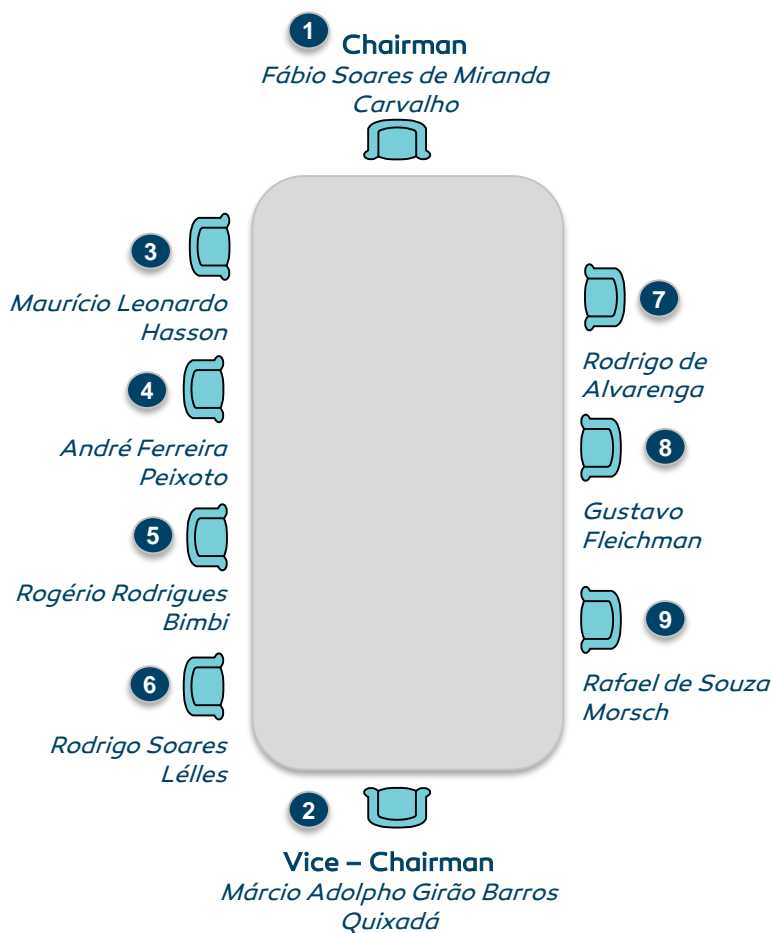 1
Chairman
Fábio Soares de Miranda
Carvalho
3
Maurício Leonardo
Hasson
4
André Ferreira
Peixoto
5
Rogério Rodrigues
Bimbi
6
Rodrigo Soares
Lélles
7
Rodrigo de
Alvarenga
8
Gustavo
Fleichman
9
Rafael de Souza
Morsch
2
Vice – Chairman
Márcio Adolpho Girão Barros
Quixadá